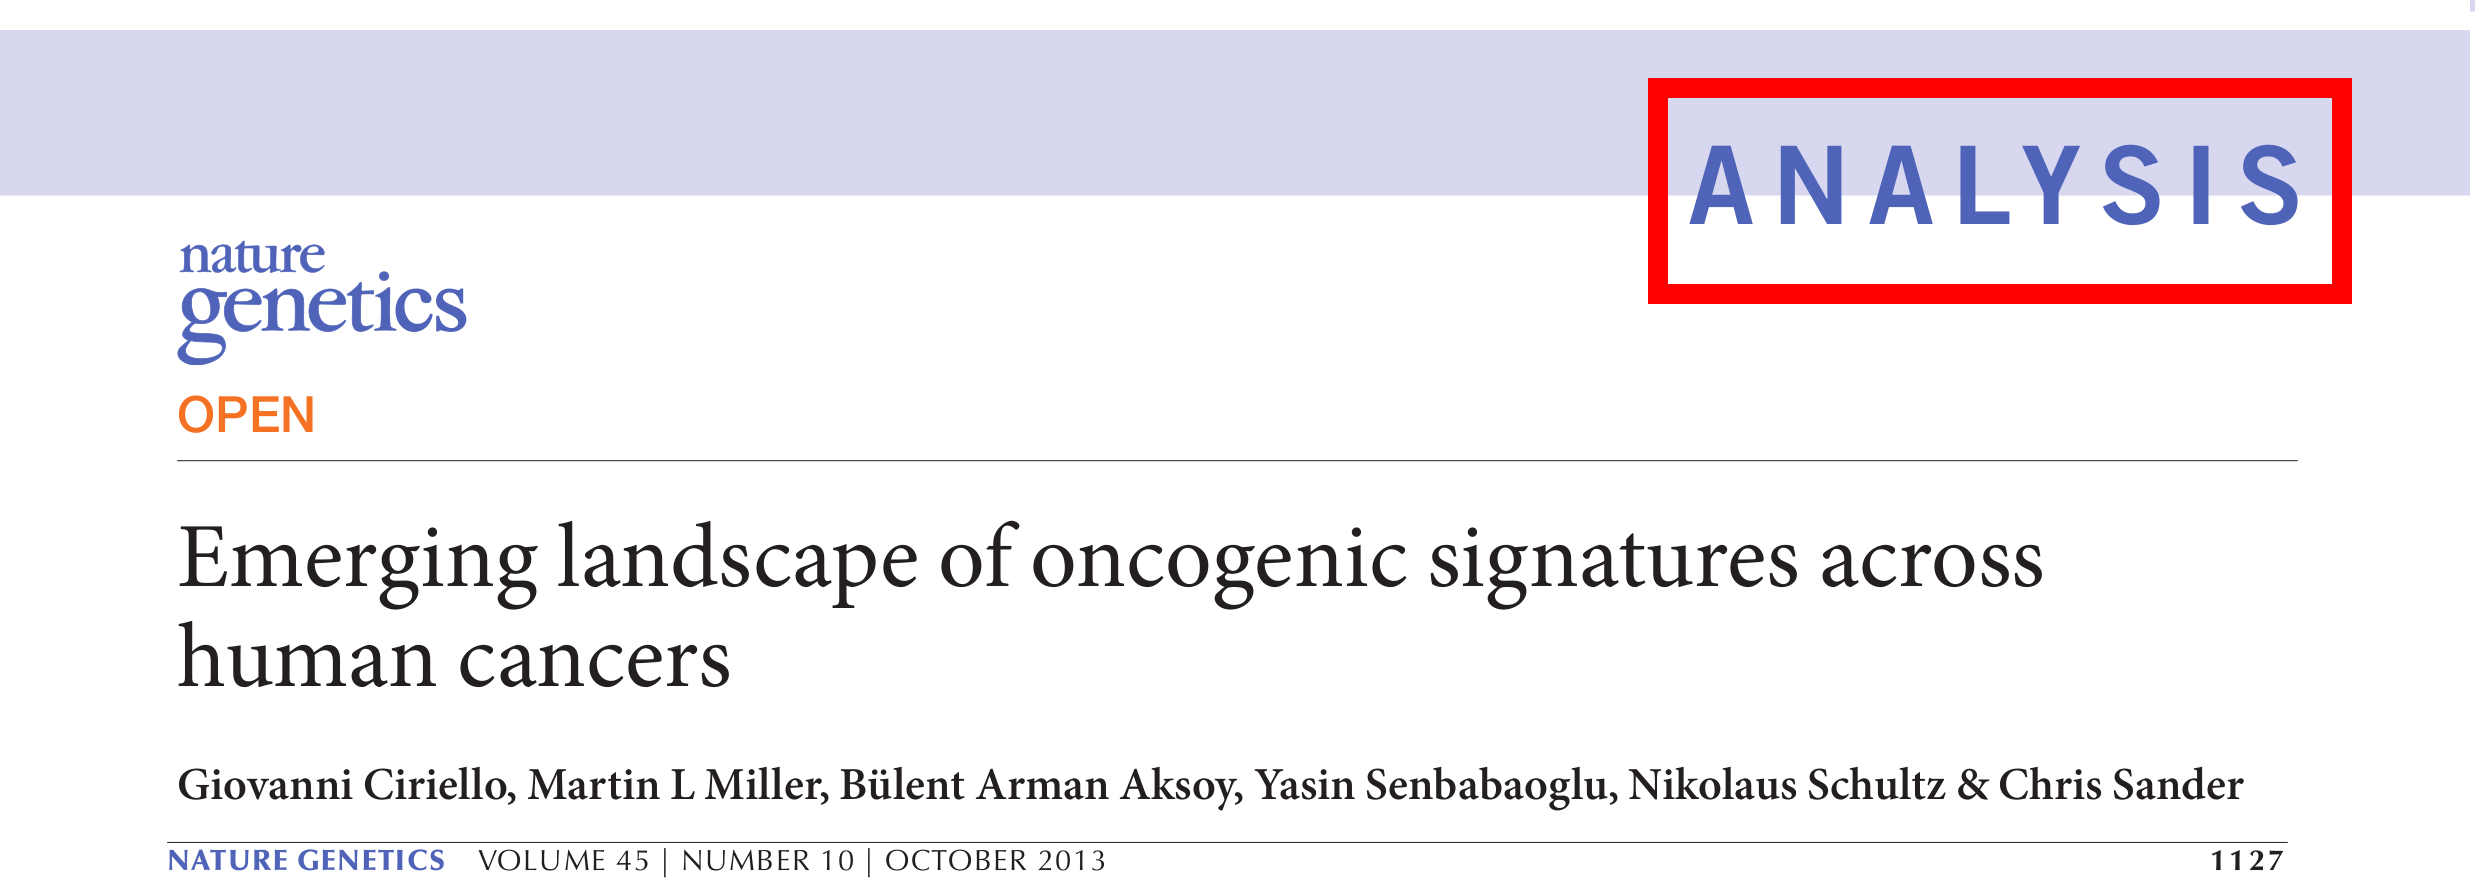 ANALYSIS
nature
genetics
OPEN
Emerging landscape of oncogenic signatures across
human cancers
Giovanni Ciriello, Martin L Miller, Bülent Arman Aksoy, Yasin Senbabaoglu, Nikolaus Schultz & Chris Sander
NATURE GENETICS VOLUME 45 | NUMBER 10 | OCTOBER 2013 1127